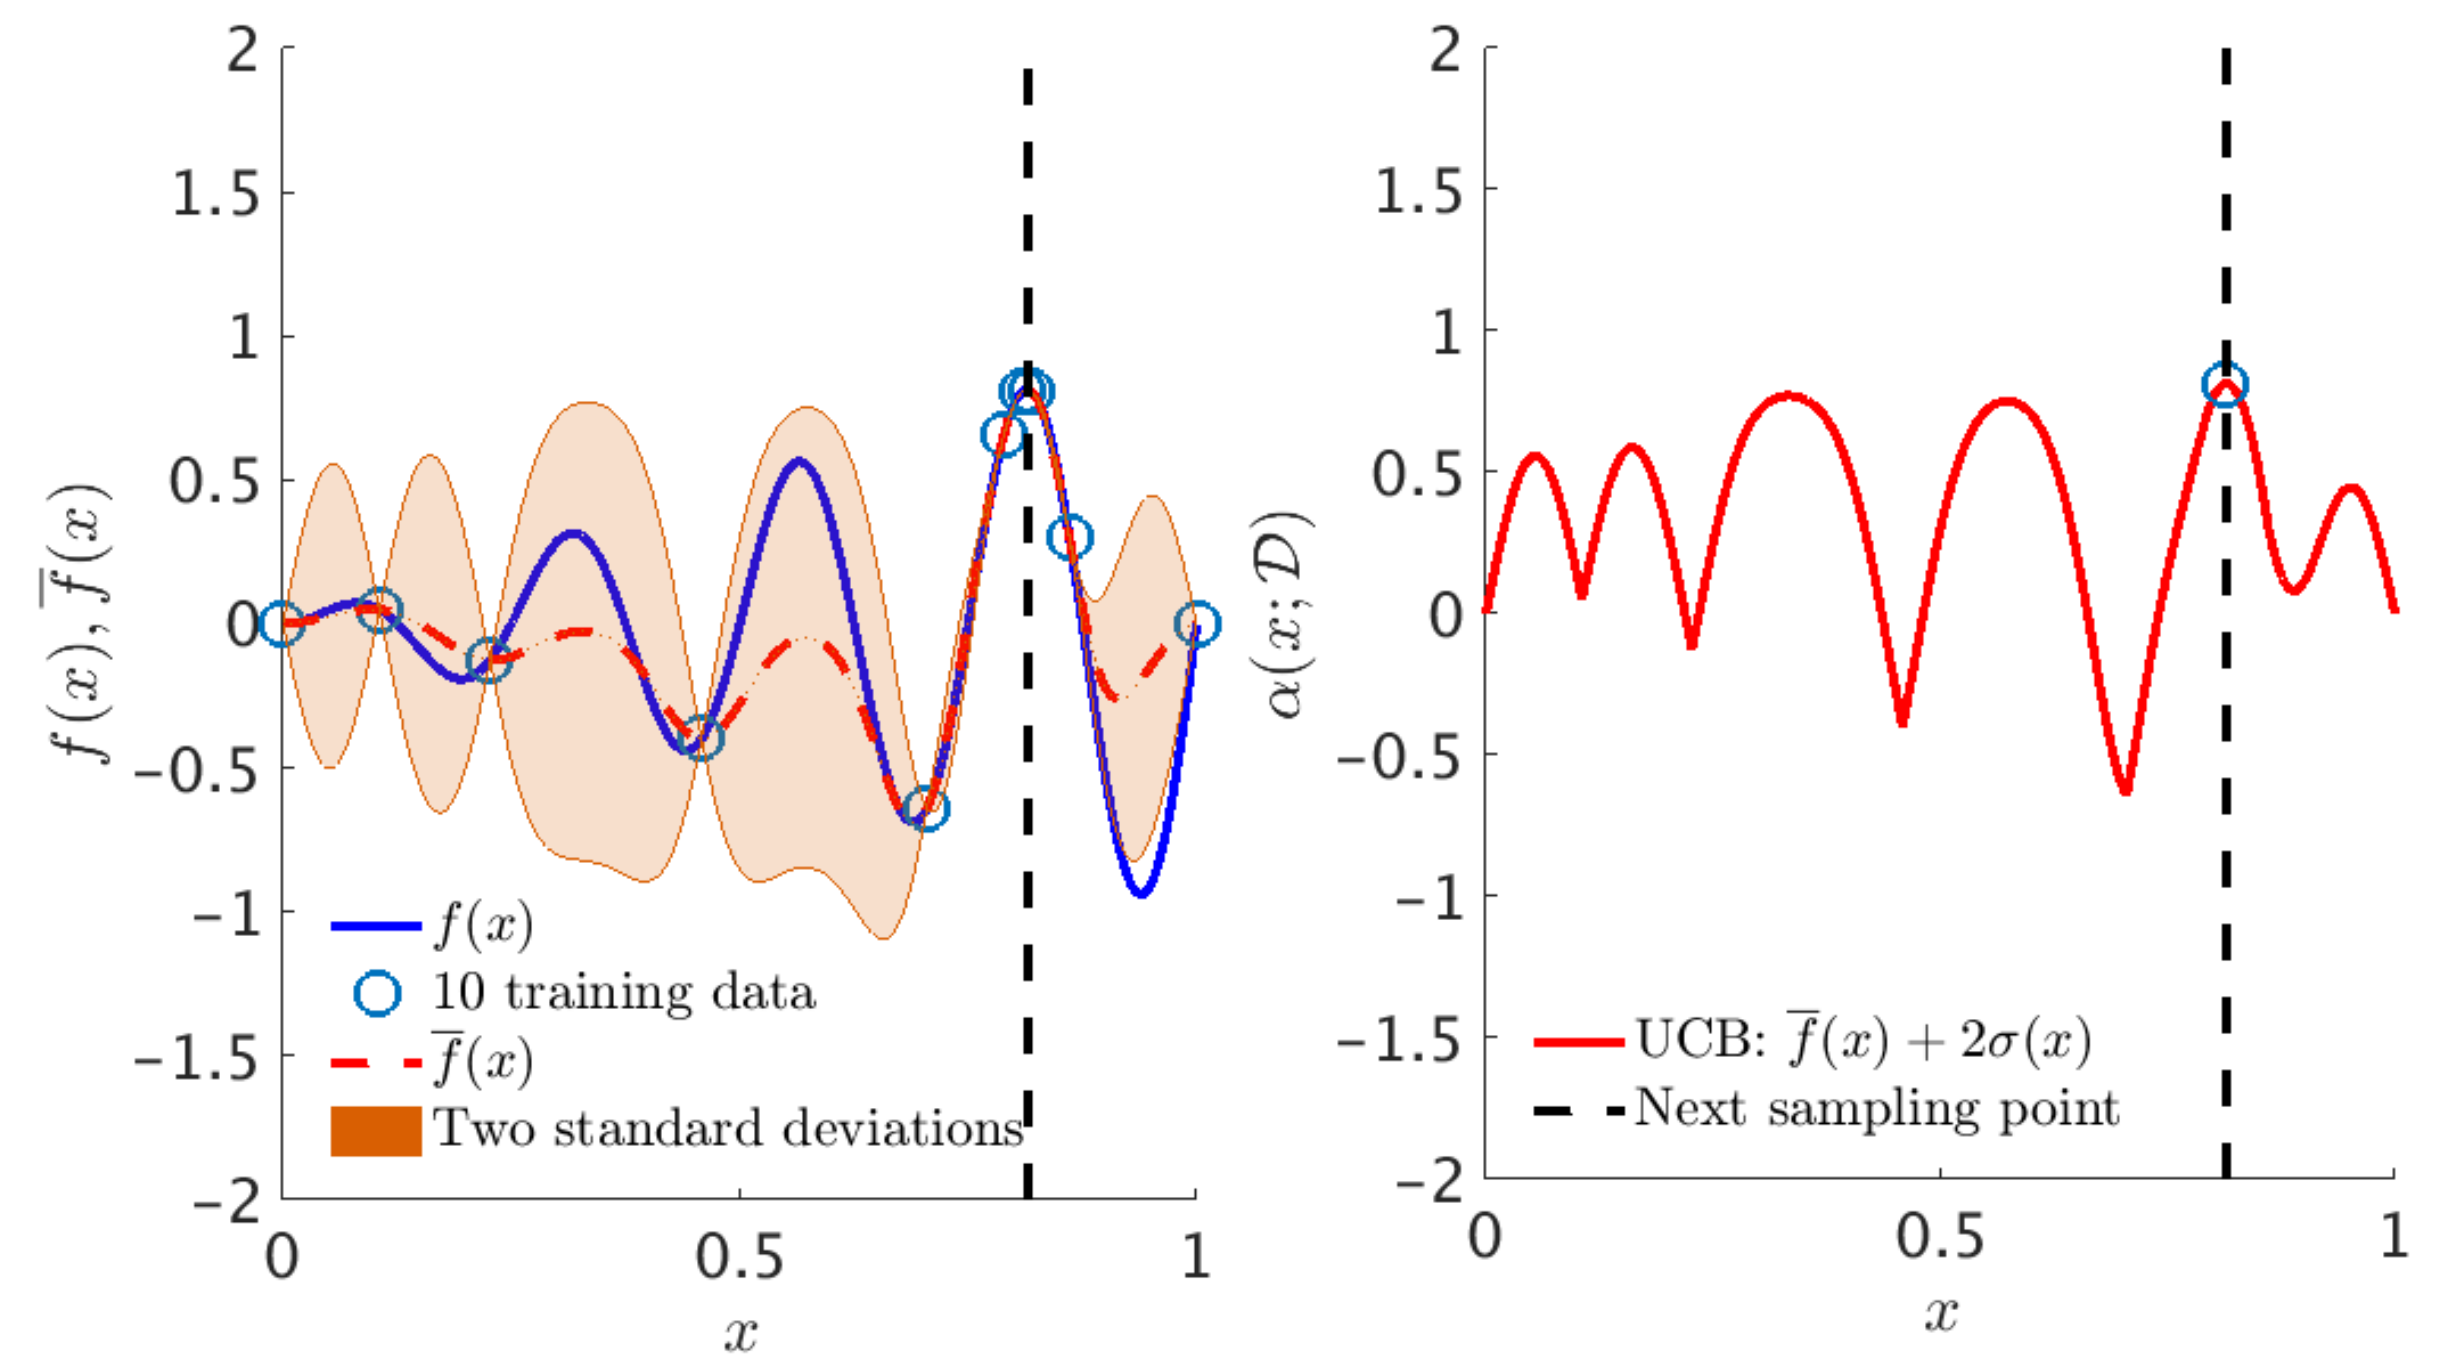 2
1.5
1
0.5
0
-0.5
-1
-1.5
-2
0
0.5
1
x
f(x), f̅(x)
f(x)
10 training data
f̅(x)
Two standard deviations
2
1.5
1
0.5
0
-0.5
-1
-1.5
-2
0
0.5
1
x
α(x; 𝒟)
UCB: f̅(x) + 2σ(x)
Next sampling point